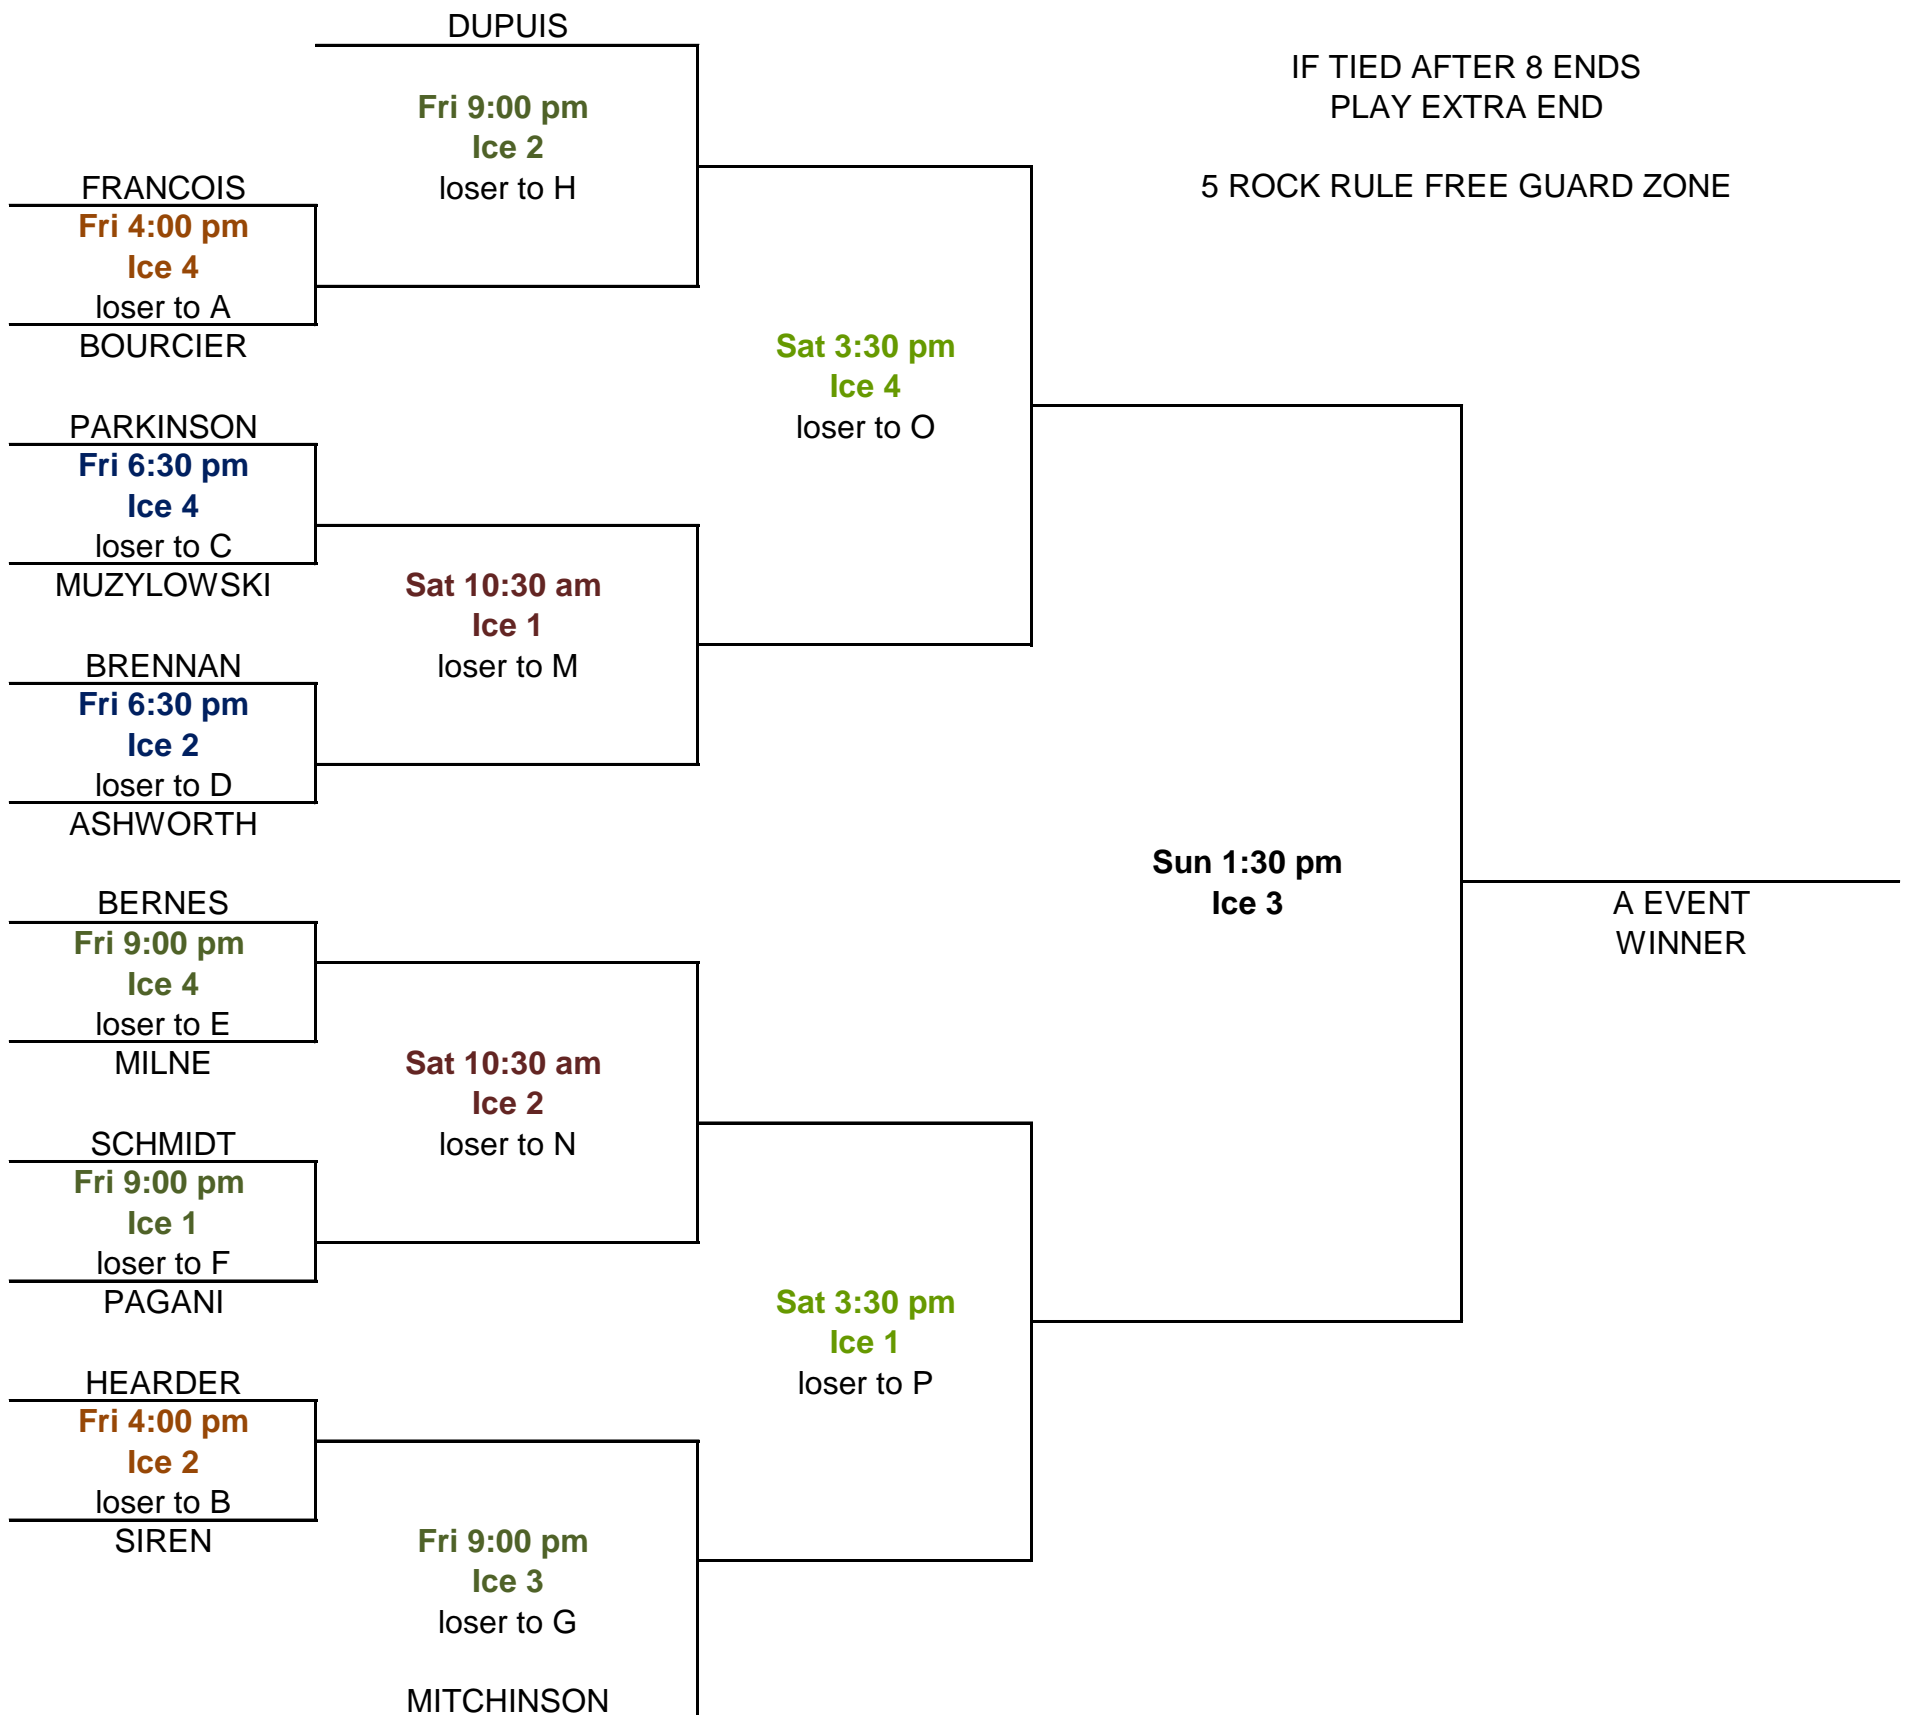 DUPUIS
IF TIED AFTER 8 ENDS
PLAY EXTRA END
5 ROCK RULE FREE GUARD ZONE
Fri 9:00 pm
Ice 2
loser to H
FRANCOIS
Fri 4:00 pm
Ice 4
loser to A
BOURCIER
Sat 3:30 pm
Ice 4
loser to O
PARKINSON
Fri 6:30 pm
Ice 4
loser to C
MUZYLOWSKI
Sat 10:30 am
Ice 1
loser to M
BRENNAN
Fri 6:30 pm
Ice 2
loser to D
ASHWORTH
Sun 1:30 pm
Ice 3
A EVENT
WINNER
BERNES
Fri 9:00 pm
Ice 4
loser to E
MILNE
Sat 10:30 am
Ice 2
loser to N
SCHMIDT
Fri 9:00 pm
Ice 1
loser to F
PAGANI
Sat 3:30 pm
Ice 1
loser to P
HEARDER
Fri 4:00 pm
Ice 2
loser to B
SIREN
Fri 9:00 pm
Ice 3
loser to G
MITCHINSON